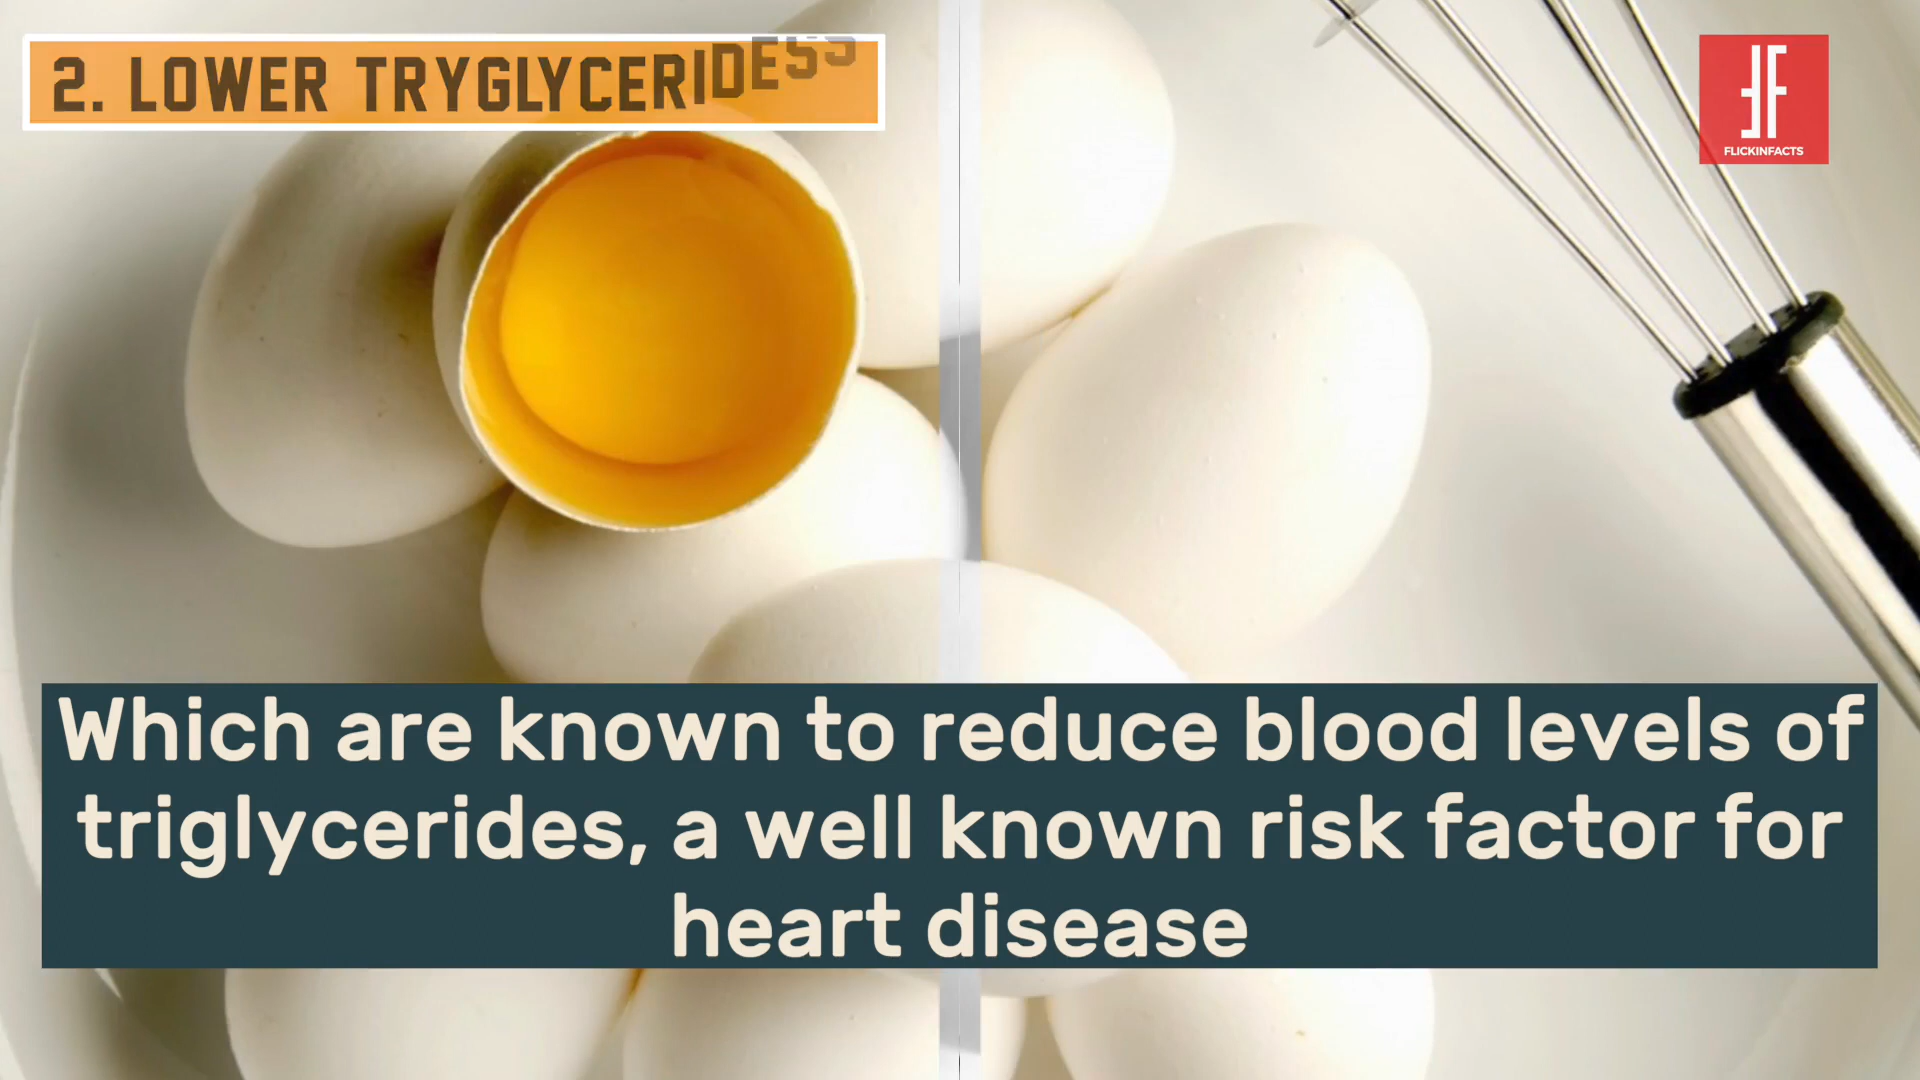 2. LOWER TRYGLYCERIDESS
FLICKINFACTS
Which are known to reduce blood levels of
triglycerides, a well known risk factor for
heart disease